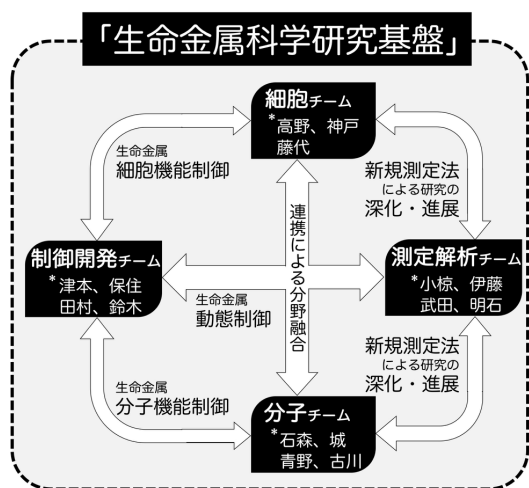 「生命金属科学研究基盤」
細胞チーム
*高野、神戸
藤代
生命金属
細胞機能制御
新規測定法
による研究の
深化・進展
連携による分野融合
制御開発チーム
*津本、保住
田村、鈴木
測定解析チーム
*小椋、伊藤
武田、明石
生命金属
動態制御
生命金属
分子機能制御
新規測定法
による研究の
深化・進展
分子チーム
*石森、城
青野、古川